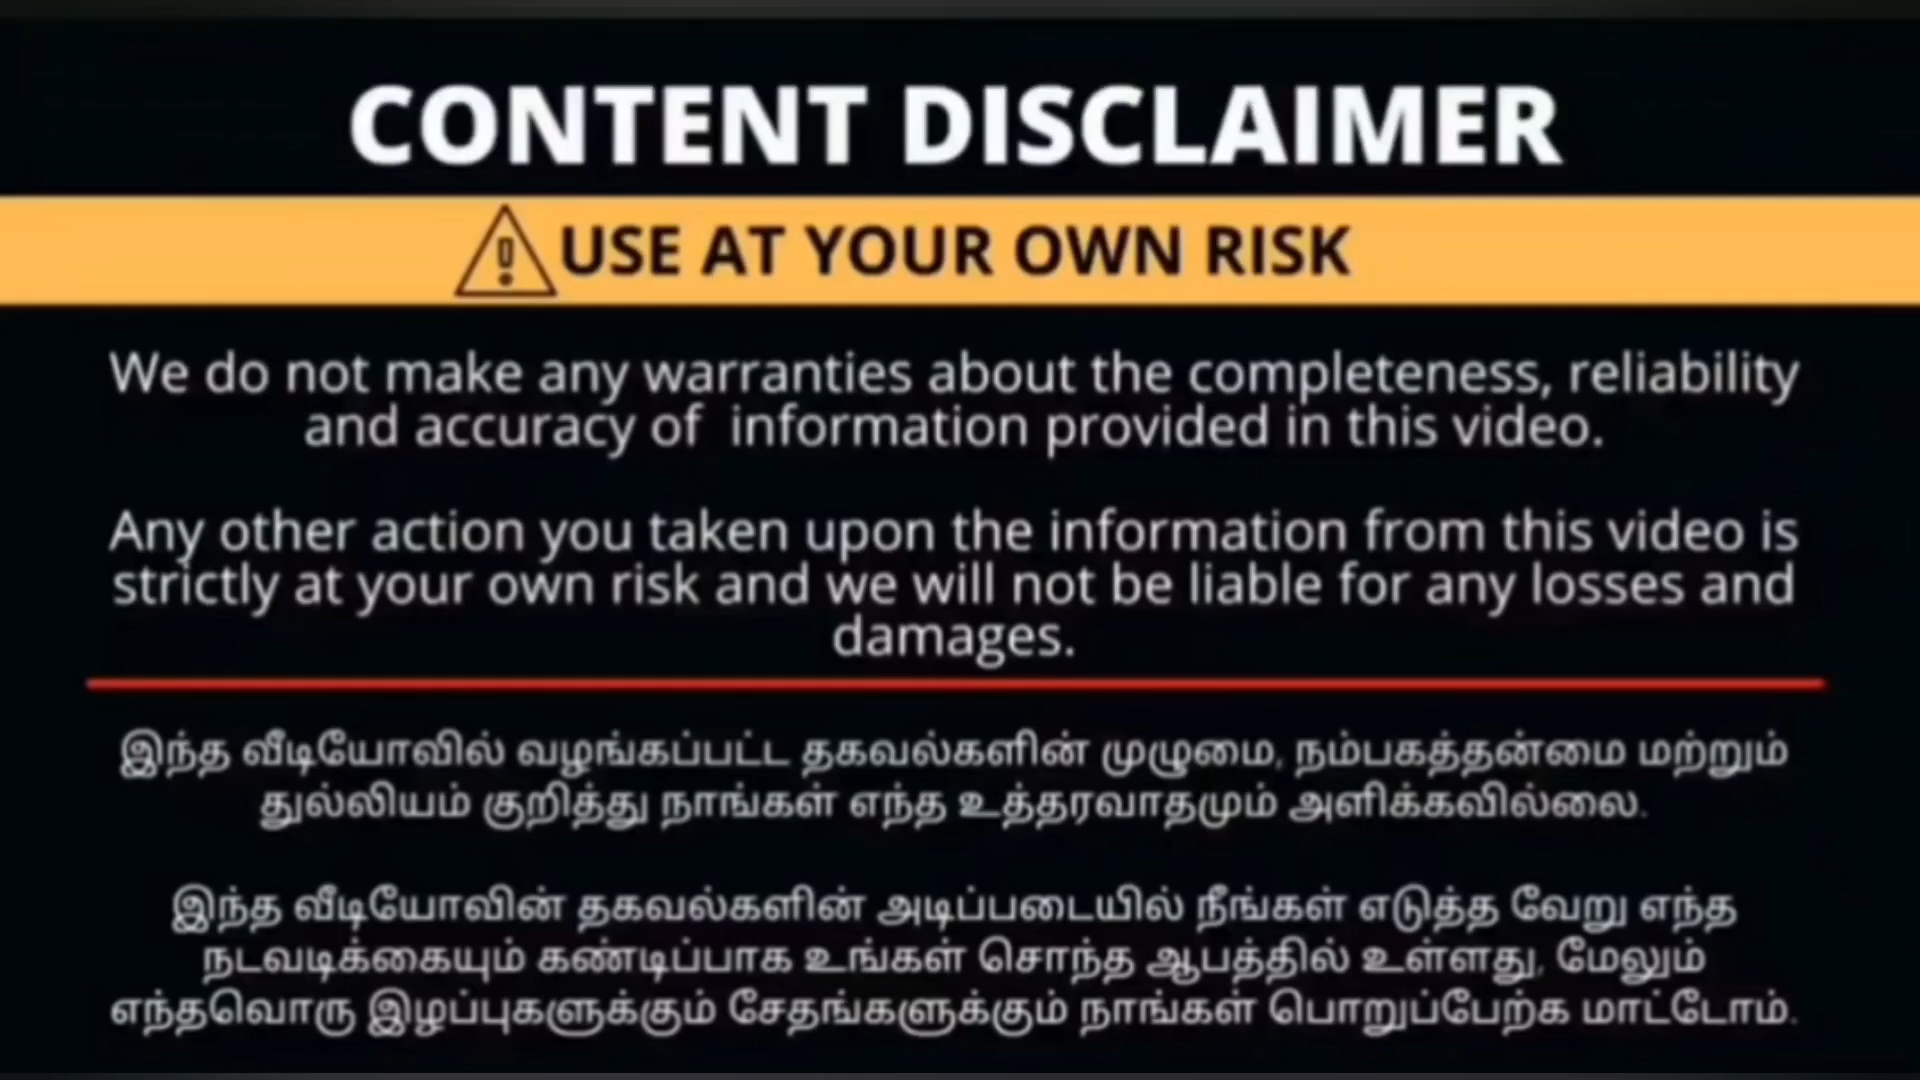 CONTENT DISCLAIMER
USE AT YOUR OWN RISK
We do not make any warranties about the completeness, reliability
and accuracy of information provided in this video.
Any other action you taken upon the information from this video is
strictly at your own risk and we will not be liable for any losses and
damages.
இந்த வீடியோவில் வழங்கப்பட்ட தகவல்களின் முழுமை, நம்பகத்தன்மை மற்றும்
துல்லியம் குறித்து நாங்கள் எந்த உத்தரவாதமும் அளிக்கவில்லை.
இந்த வீடியோவின் தகவல்களின் அடிப்படையில் நீங்கள் எடுத்த வேறு எந்த
நடவடிக்கையும் கண்டிப்பாக உங்கள் சொந்த ஆபத்தில் உள்ளது, மேலும்
எந்தவொரு இழப்புகளுக்கும் சேதங்களுக்கும் நாங்கள் பொறுப்பேற்க மாட்டோம்.